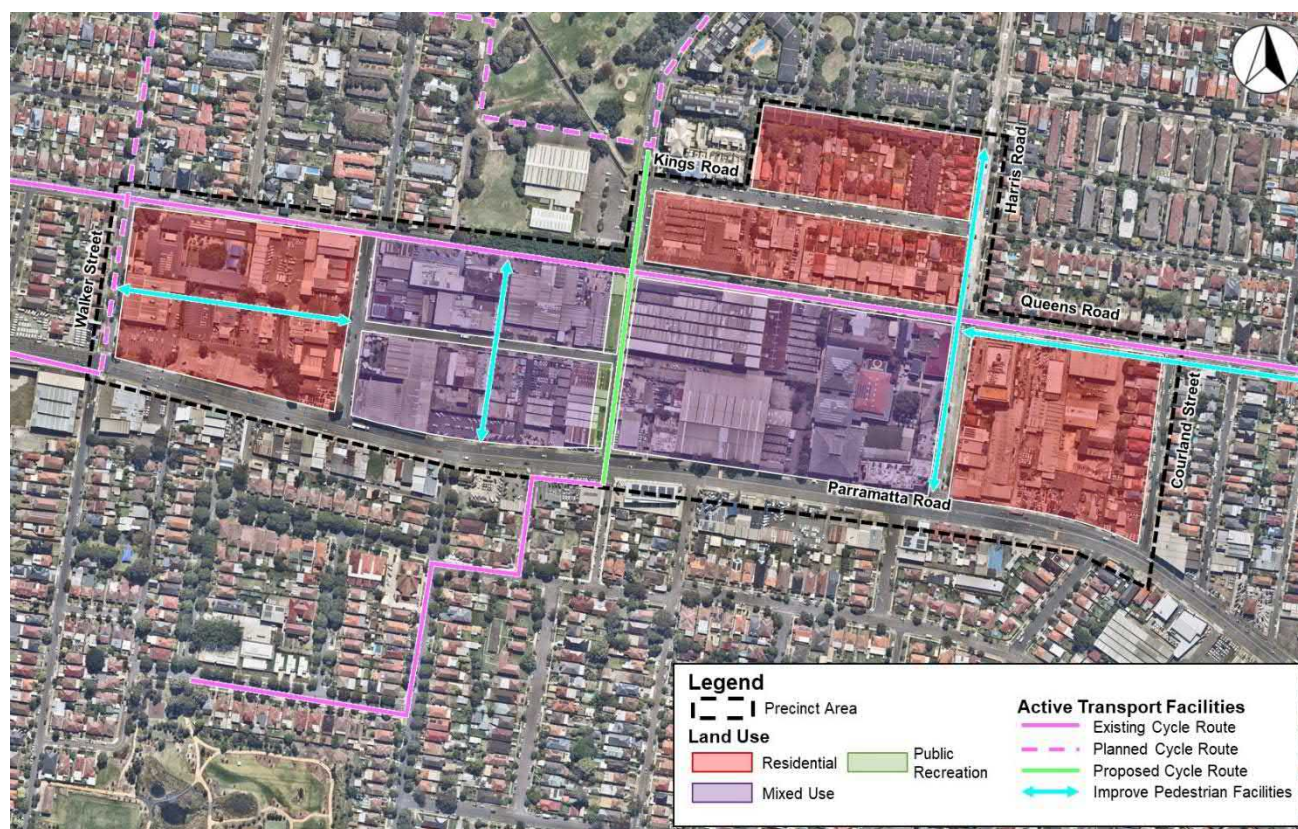 Kings Road
Harris Road
Walker Street
Queens Road
Courland Street
Parramatta Road
Legend
Precinct Area
Land Use
Residential
Public
Recreation
Mixed Use
Active Transport Facilities
Existing Cycle Route
Planned Cycle Route
Proposed Cycle Route
Improve Pedestrian Facilities